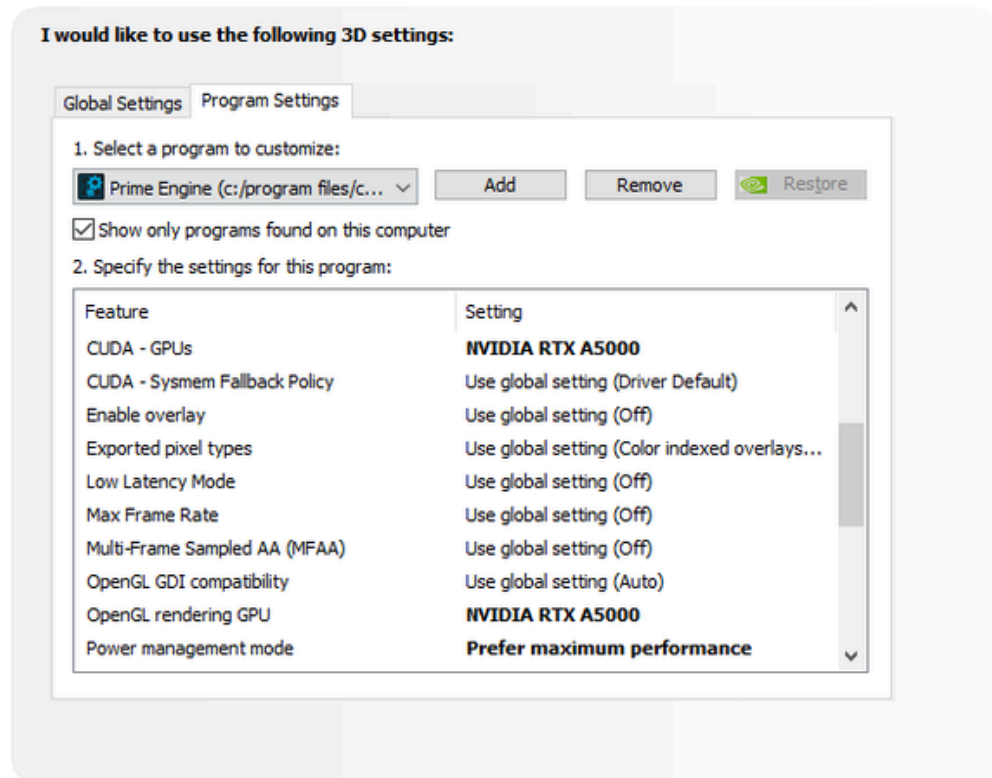 I would like to use the following 3D settings:
Global Settings Program Settings
1. Select a program to customize:
Prime Engine (c:/program files/c... Add Remove Restore
Show only programs found on this computer
2. Specify the settings for this program:
Feature Setting
CUDA - GPUs NVIDIA RTX A5000
CUDA - Sysmem Fallback Policy Use global setting (Driver Default)
Enable overlay Use global setting (Off)
Exported pixel types Use global setting (Color indexed overlays...
Low Latency Mode Use global setting (Off)
Max Frame Rate Use global setting (Off)
Multi-Frame Sampled AA (MFAA) Use global setting (Off)
OpenGL GDI compatibility Use global setting (Auto)
OpenGL rendering GPU NVIDIA RTX A5000
Power management mode Prefer maximum performance